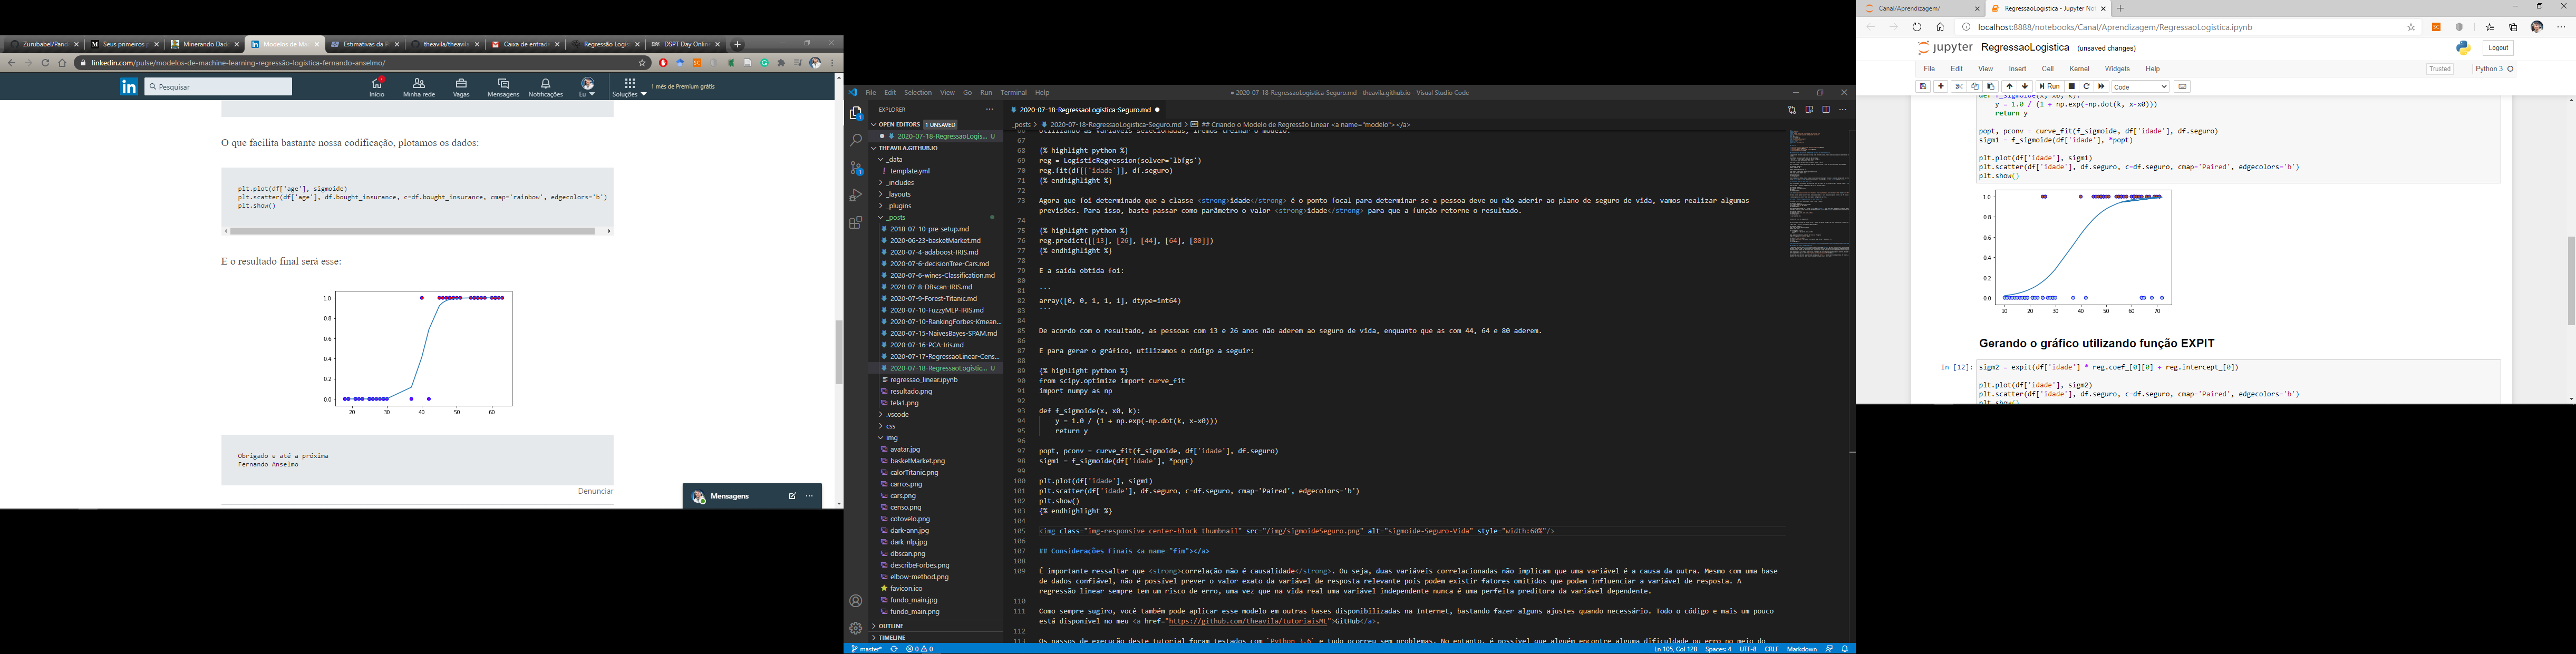 Zurubabel/Pand
Seus primeiros p
Minerando Dad
Modelos de Ma
Estimativas da F
theavila/theavila
Caixa de entrad
Regressão Logi
DSPT Day Onlin
linkedin.com/pulse/modelos-de-machine-learning-regressão-logística-fernando-anselmo/
Pesquisar
Início
Minha rede
Vagas
Mensagens
Notificações
Eu
Soluções
1 mês de Premium grátis
O que facilita bastante nossa codificação, plotamos os dados:
plt.plot(df['age'], sigmoide)
plt.scatter(df['age'], df.bought_insurance, c=df.bought_insurance, cmap='rainbow', edgecolors='b')
plt.show()
E o resultado final será esse:
1.0
0.8
0.6
0.4
0.2
0.0
20 30 40 50 60
Obrigado e até a próxima
Fernando Anselmo
Denunciar
Mensagens
File Edit Selection View Go Run Terminal Help
● 2020-07-18-RegressaoLogistica-Seguro.md - theavila.github.io - Visual Studio Code
EXPLORER
OPEN EDITORS 1 UNSAVED
2020-07-18-RegressaoLogis... U
THEAVILA.GITHUB.IO
_data
template.yml
_includes
_layouts
_plugins
_posts
2018-07-10-pre-setup.md
2020-06-23-basketMarket.md
2020-07-4-adaboost-IRIS.md
2020-07-6-decisionTree-Cars.md
2020-07-6-wines-Classification.md
2020-07-8-DBscan-IRIS.md
2020-07-9-Forest-Titanic.md
2020-07-10-FuzzyMLP-IRIS.md
2020-07-10-RankingForbes-Kmean...
2020-07-15-NaivesBayes-SPAM.md
2020-07-16-PCA-Iris.md
2020-07-17-RegressaoLinear-Cens...
2020-07-18-RegressaoLogistic... U
regressao_linear.ipynb
resultado.png
tela1.png
.vscode
css
img
avatar.jpg
basketMarket.png
calorTitanic.png
carros.png
cars.png
censo.png
cotovelo.png
dark-ann.jpg
dark-nlp.jpg
dbscan.png
describeForbes.png
elbow-method.png
favicon.ico
fundo_main.jpg
fundo_main.png
OUTLINE
TIMELINE
2020-07-18-RegressaoLogistica-Seguro.md ●
_posts > 2020-07-18-RegressaoLogistica-Seguro.md > ## Criando o Modelo de Regressão Linear <a name="modelo"></a>
66 Utilizando as variáveis selecionadas, iremos treinar o modelo.
67
68 {% highlight python %}
69 reg = LogisticRegression(solver='lbfgs')
70 reg.fit(df[['idade']], df.seguro)
71 {% endhighlight %}
72
73 Agora que foi determinado que a classe <strong>idade</strong> é o ponto focal para determinar se a pessoa deve ou não aderir ao plano de seguro de vida, vamos realizar algumas
previsões. Para isso, basta passar como parâmetro o valor <strong>idade</strong> para que a função retorne o resultado.
74
75 {% highlight python %}
76 reg.predict([[13], [26], [44], [64], [80]])
77 {% endhighlight %}
78
79 E a saída obtida foi:
80
81 ```
82 array([0, 0, 1, 1, 1], dtype=int64)
83 ```
84
85 De acordo com o resultado, as pessoas com 13 e 26 anos não aderem ao seguro de vida, enquanto que as com 44, 64 e 80 aderem.
86
87 E para gerar o gráfico, utilizamos o código a seguir:
88
89 {% highlight python %}
90 from scipy.optimize import curve_fit
91 import numpy as np
92
93 def f_sigmoide(x, x0, k):
94 y = 1.0 / (1 + np.exp(-np.dot(k, x-x0)))
95 return y
96
97 popt, pconv = curve_fit(f_sigmoide, df['idade'], df.seguro)
98 sigm1 = f_sigmoide(df['idade'], *popt)
99
100 plt.plot(df['idade'], sigm1)
101 plt.scatter(df['idade'], df.seguro, c=df.seguro, cmap='Paired', edgecolors='b')
102 plt.show()
103 {% endhighlight %}
104
105 <img class="img-responsive center-block thumbnail" src="/img/sigmoideSeguro.png" alt="sigmoide-Seguro-Vida" style="width:60%"/>
106
107 ## Considerações Finais <a name="fim"></a>
108
109 É importante ressaltar que <strong>correlação não é causalidade</strong>. Ou seja, duas variáveis correlacionadas não implicam que uma variável é a causa da outra. Mesmo com uma base
de dados confiável, não é possível prever o valor exato da variável de resposta relevante pois podem existir fatores omitidos que podem influenciar a variável de resposta. A
regressão linear sempre tem um risco de erro, uma vez que na vida real uma variável independente nunca é uma perfeita preditora da variável dependente.
110
111 Como sempre sugiro, você também pode aplicar esse modelo em outras bases disponibilizadas na Internet, bastando fazer alguns ajustes quando necessário. Todo o código e mais um pouco
está disponível no meu <a href="https://github.com/theavila/tutoriaisML">GitHub</a>.
112
113 Os passos de execução deste tutorial foram testados com `Python 3.6` e tudo ocorreu sem problemas. No entanto, é possível que alguém encontre alguma dificuldade ou erro no meio do
master* 0 0
Ln 105, Col 128 Spaces: 4 UTF-8 CRLF Markdown
Canal/Aprendizagem/
RegressaoLogistica - Jupyter No
localhost:8888/notebooks/Canal/Aprendizagem/RegressaoLogistica.ipynb
jupyter RegressaoLogistica (unsaved changes)
Logout
File Edit View Insert Cell Kernel Widgets Help
Trusted
Python 3
Run
Code
def f_sigmoide(x, x0, k):
y = 1.0 / (1 + np.exp(-np.dot(k, x-x0)))
return y
popt, pconv = curve_fit(f_sigmoide, df['idade'], df.seguro)
sigm1 = f_sigmoide(df['idade'], *popt)
plt.plot(df['idade'], sigm1)
plt.scatter(df['idade'], df.seguro, c=df.seguro, cmap='Paired', edgecolors='b')
plt.show()
1.0
0.8
0.6
0.4
0.2
0.0
10 20 30 40 50 60 70
Gerando o gráfico utilizando função EXPIT
In [12]: sigm2 = expit(df['idade'] * reg.coef_[0][0] + reg.intercept_[0])
plt.plot(df['idade'], sigm2)
plt.scatter(df['idade'], df.seguro, c=df.seguro, cmap='Paired', edgecolors='b')
plt.show()